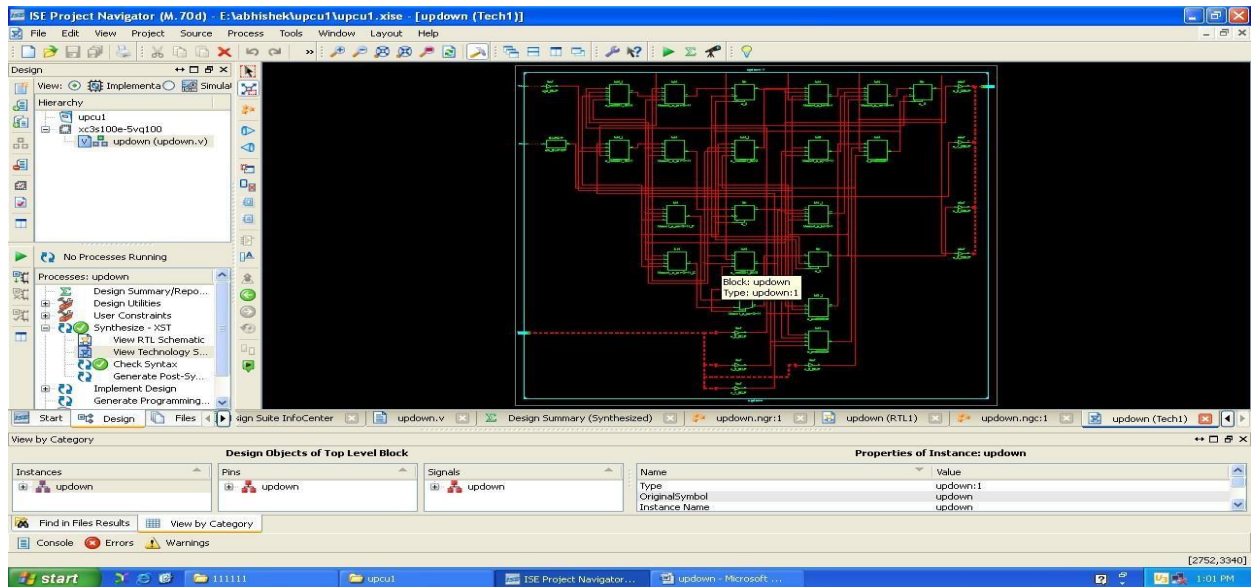 ISE Project Navigator (M.70d) - E:\abhishek\upcu1\upcu1.xise - [updown (Tech1)]
File Edit View Project Source Process Tools Window Layout Help
Design
View: Implementa Simulat
Hierarchy
upcu1
xc3s100e-5vq100
updown (updown.v)
No Processes Running
Processes: updown
Design Summary/Repo...
Design Utilities
User Constraints
Synthesize - XST
View RTL Schematic
View Technology S...
Check Syntax
Generate Post-Sy...
Implement Design
Generate Programming...
Block: updown
Type: updown:1
Start Design Files sign Suite InfoCenter updown.v Design Summary (Synthesized) updown.ngr:1 updown (RTL1) updown.ngc:1 updown (Tech1)
View by Category
Design Objects of Top Level Block Properties of Instance: updown
Instances Pins Signals Name Value
updown updown updown Type updown:1
OriginalSymbol updown
Instance Name updown
Find in Files Results View by Category
Console Errors Warnings
[2752,3340]
start 111111 upcu1 ISE Project Navigator... updown - Microsoft ... 1:01 PM